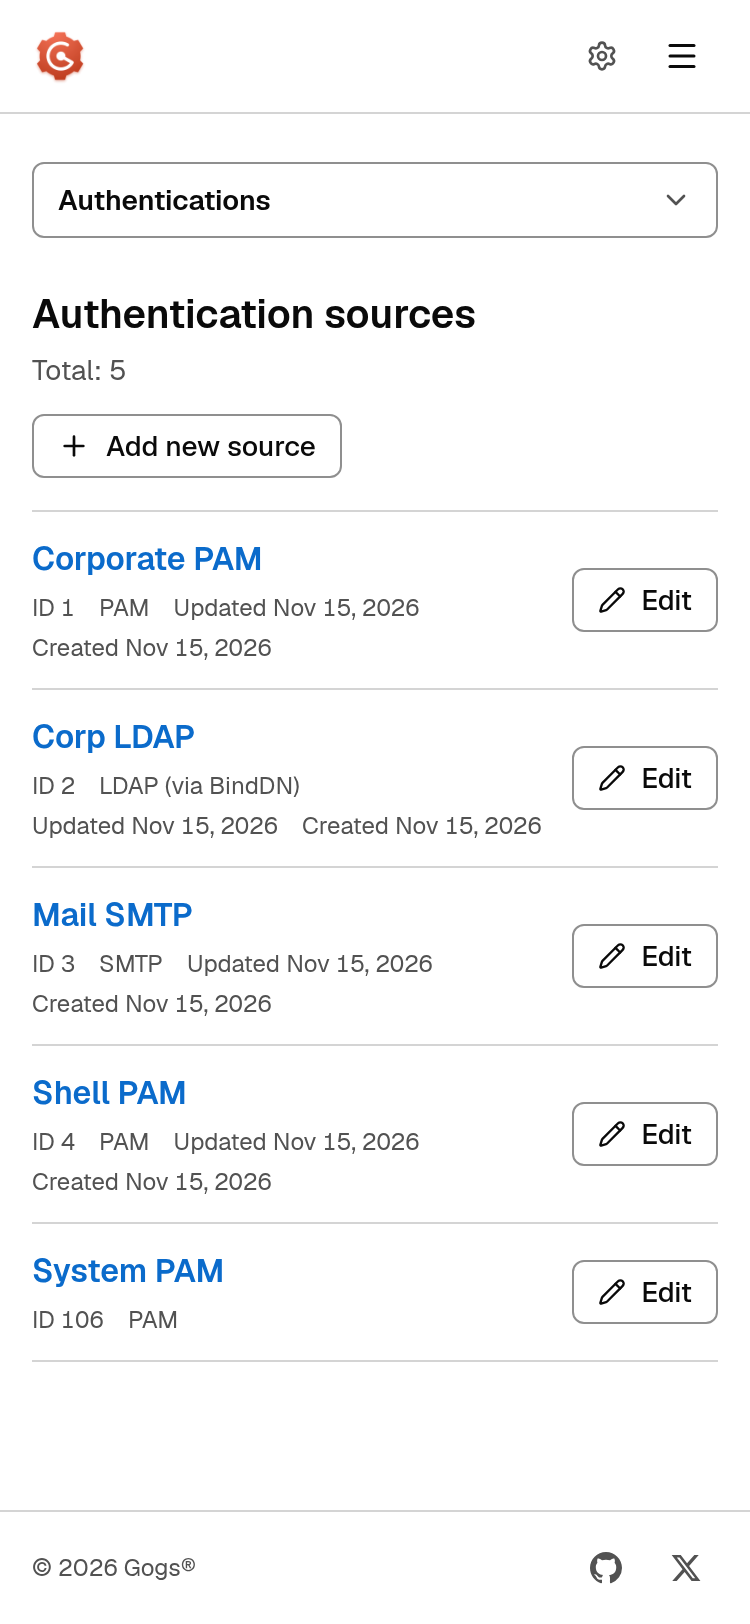 Authentications
Authentication sources
Total: 5
Add new source
Corporate PAM
ID 1 PAM Updated Nov 15, 2026
Created Nov 15, 2026
Edit
Corp LDAP
ID 2 LDAP (via BindDN)
Updated Nov 15, 2026 Created Nov 15, 2026
Edit
Mail SMTP
ID 3 SMTP Updated Nov 15, 2026
Created Nov 15, 2026
Edit
Shell PAM
ID 4 PAM Updated Nov 15, 2026
Created Nov 15, 2026
Edit
System PAM
ID 106 PAM
Edit
© 2026 Gogs®